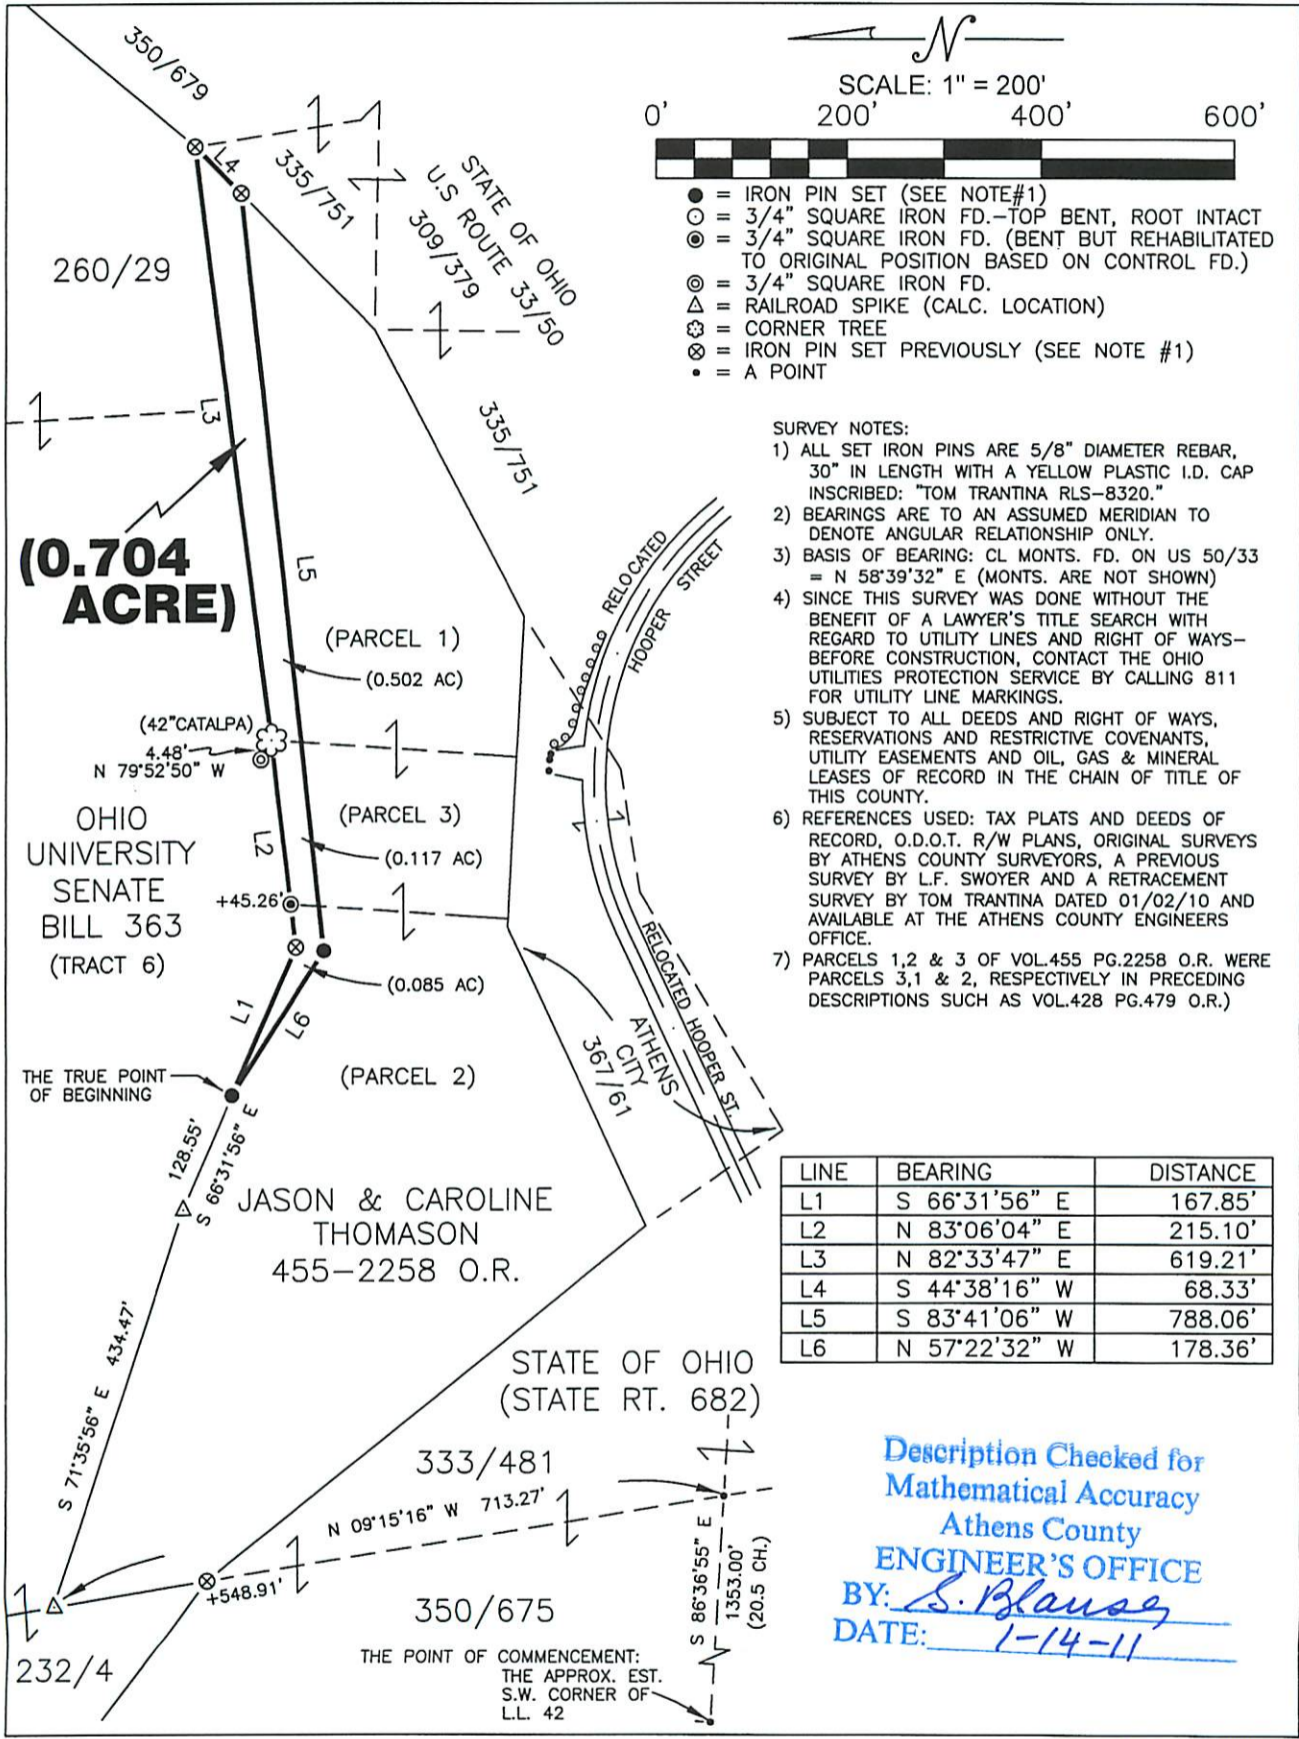 N
SCALE: 1" = 200'
0' 200' 400' 600'
● = IRON PIN SET (SEE NOTE#1)
= 3/4" SQUARE IRON FD.-TOP BENT, ROOT INTACT
= 3/4" SQUARE IRON FD. (BENT BUT REHABILITATED
TO ORIGINAL POSITION BASED ON CONTROL FD.)
= 3/4" SQUARE IRON FD.
= RAILROAD SPIKE (CALC. LOCATION)
= CORNER TREE
= IRON PIN SET PREVIOUSLY (SEE NOTE #1)
• = A POINT
350/679
L4
335/751
STATE OF OHIO
U.S ROUTE 33/50
309/379
260/29
L3
335/751
(0.704
ACRE)
L5
(PARCEL 1)
(0.502 AC)
RELOCATED
HOOPER STREET
(42"CATALPA)
4.48'
N 79°52'50" W
OHIO
UNIVERSITY
SENATE
BILL 363
(TRACT 6)
L2
(PARCEL 3)
(0.117 AC)
+45.26'
(0.085 AC)
L1
L6
THE TRUE POINT
OF BEGINNING
(PARCEL 2)
ATHENS
CITY
367/61
RELOCATED HOOPER ST.
128.55'
S 66°31'56" E
JASON & CAROLINE
THOMASON
455-2258 O.R.
S 71°35'56" E 434.47'
STATE OF OHIO
(STATE RT. 682)
333/481
N 09°15'16" W 713.27'
+548.91'
350/675
232/4
S 86°36'55" E
1353.00'
(20.5 CH.)
THE POINT OF COMMENCEMENT:
THE APPROX. EST.
S.W. CORNER OF
L.L. 42
SURVEY NOTES:
1) ALL SET IRON PINS ARE 5/8" DIAMETER REBAR,
30" IN LENGTH WITH A YELLOW PLASTIC I.D. CAP
INSCRIBED: "TOM TRANTINA RLS-8320."
2) BEARINGS ARE TO AN ASSUMED MERIDIAN TO
DENOTE ANGULAR RELATIONSHIP ONLY.
3) BASIS OF BEARING: CL MONTS. FD. ON US 50/33
= N 58°39'32" E (MONTS. ARE NOT SHOWN)
4) SINCE THIS SURVEY WAS DONE WITHOUT THE
BENEFIT OF A LAWYER'S TITLE SEARCH WITH
REGARD TO UTILITY LINES AND RIGHT OF WAYS-
BEFORE CONSTRUCTION, CONTACT THE OHIO
UTILITIES PROTECTION SERVICE BY CALLING 811
FOR UTILITY LINE MARKINGS.
5) SUBJECT TO ALL DEEDS AND RIGHT OF WAYS,
RESERVATIONS AND RESTRICTIVE COVENANTS,
UTILITY EASEMENTS AND OIL, GAS & MINERAL
LEASES OF RECORD IN THE CHAIN OF TITLE OF
THIS COUNTY.
6) REFERENCES USED: TAX PLATS AND DEEDS OF
RECORD, O.D.O.T. R/W PLANS, ORIGINAL SURVEYS
BY ATHENS COUNTY SURVEYORS, A PREVIOUS
SURVEY BY L.F. SWOYER AND A RETRACEMENT
SURVEY BY TOM TRANTINA DATED 01/02/10 AND
AVAILABLE AT THE ATHENS COUNTY ENGINEERS
OFFICE.
7) PARCELS 1,2 & 3 OF VOL.455 PG.2258 O.R. WERE
PARCELS 3,1 & 2, RESPECTIVELY IN PRECEDING
DESCRIPTIONS SUCH AS VOL.428 PG.479 O.R.)
LINE BEARING DISTANCE
L1 S 66°31'56" E 167.85'
L2 N 83°06'04" E 215.10'
L3 N 82°33'47" E 619.21'
L4 S 44°38'16" W 68.33'
L5 S 83°41'06" W 788.06'
L6 N 57°22'32" W 178.36'
Description Checked for
Mathematical Accuracy
Athens County
ENGINEER'S OFFICE
BY: S. Blauser
DATE: 1-14-11